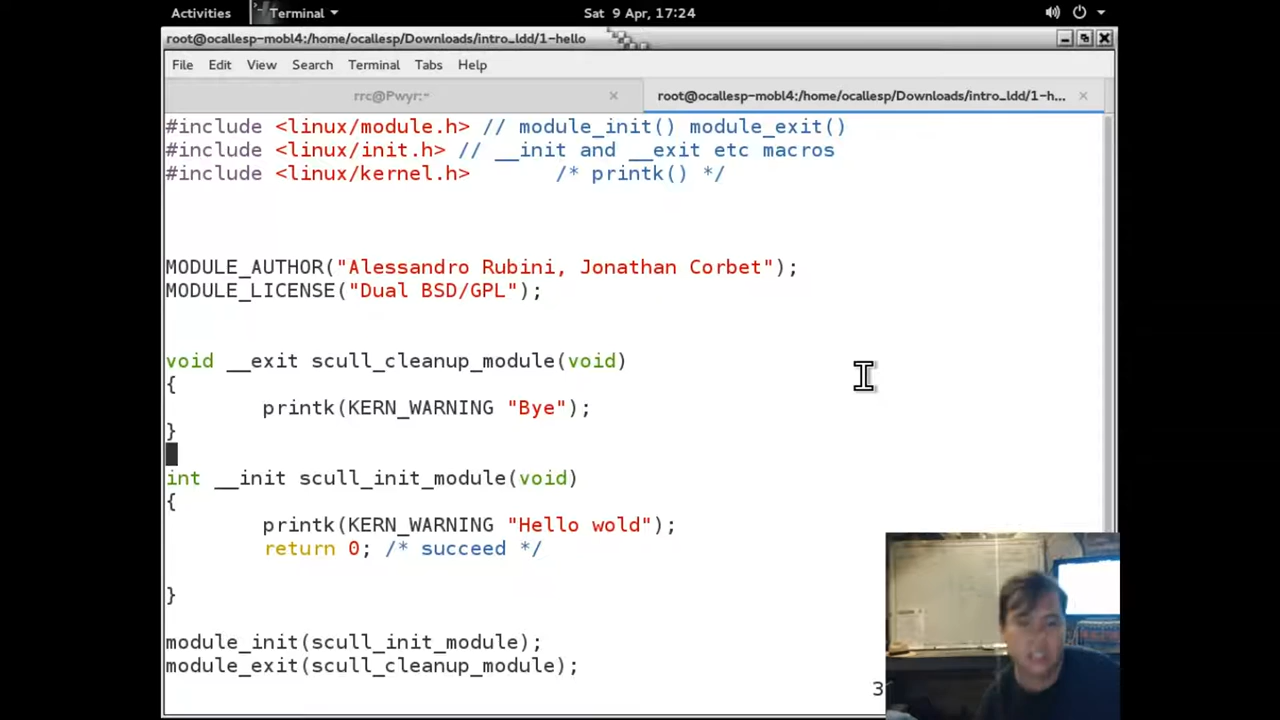 Activities Terminal Sat 9 Apr, 17:24
root@ocallesp-mobl4:/home/ocallesp/Downloads/intro_ldd/1-hello
File Edit View Search Terminal Tabs Help
rrc@Pwyr:~ root@ocallesp-mobl4:/home/ocallesp/Downloads/intro_ldd/1-h...
#include <linux/module.h> // module_init() module_exit()
#include <linux/init.h> // __init and __exit etc macros
#include <linux/kernel.h> /* printk() */
MODULE_AUTHOR("Alessandro Rubini, Jonathan Corbet");
MODULE_LICENSE("Dual BSD/GPL");
void __exit scull_cleanup_module(void)
{
printk(KERN_WARNING "Bye");
}
int __init scull_init_module(void)
{
printk(KERN_WARNING "Hello wold");
return 0; /* succeed */
}
module_init(scull_init_module);
module_exit(scull_cleanup_module);
3